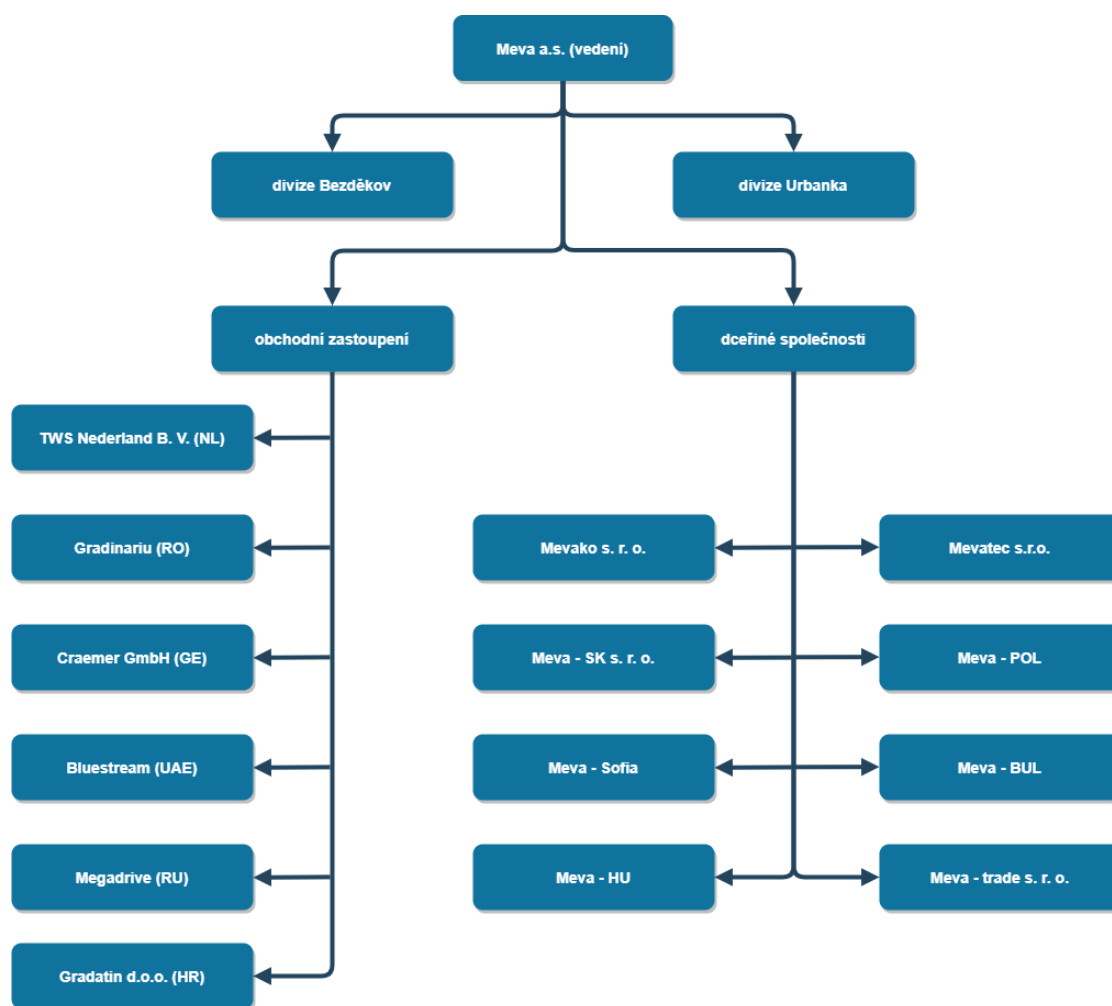 Meva a.s. (vedení)
divize Bezděkov
divize Urbanka
obchodní zastoupení
dceřiné společnosti
TWS Nederland B. V. (NL)
Gradinariu (RO)
Craemer GmbH (GE)
Bluestream (UAE)
Megadrive (RU)
Gradatin d.o.o. (HR)
Mevako s. r. o.
Mevatec s.r.o.
Meva - SK s. r. o.
Meva - POL
Meva - Sofia
Meva - BUL
Meva - HU
Meva - trade s. r. o.